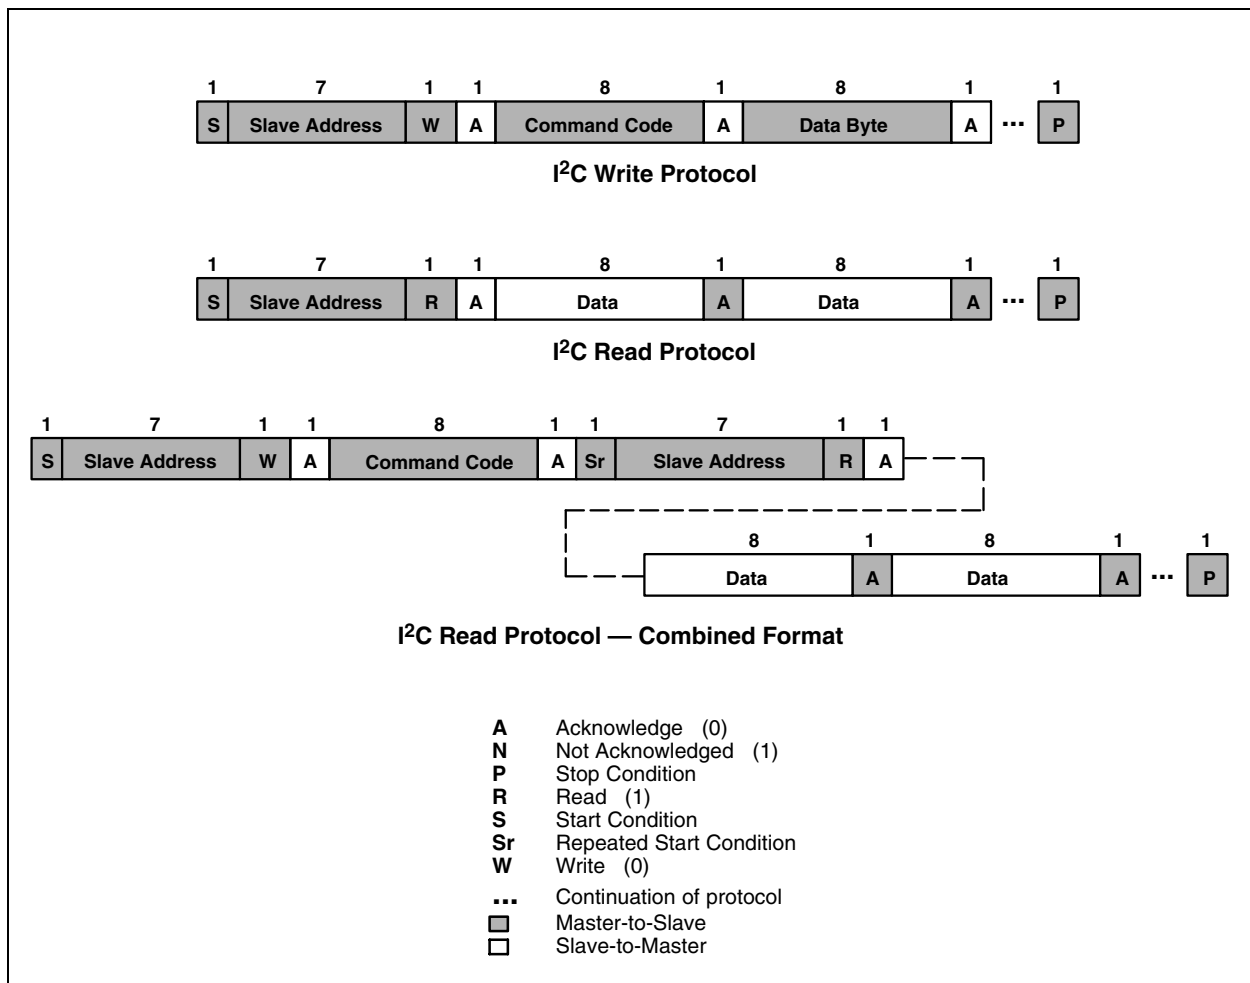 1 7 1 1 8 1 8 1 1
S Slave Address W A Command Code A Data Byte A ... P
I²C Write Protocol
1 7 1 1 8 1 8 1 1
S Slave Address R A Data A Data A ... P
I²C Read Protocol
1 7 1 1 8 1 1 7 1 1
S Slave Address W A Command Code A Sr Slave Address R A
8 1 8 1 1
Data A Data A ... P
I²C Read Protocol — Combined Format
A Acknowledge (0)
N Not Acknowledged (1)
P Stop Condition
R Read (1)
S Start Condition
Sr Repeated Start Condition
W Write (0)
... Continuation of protocol
Master-to-Slave
Slave-to-Master